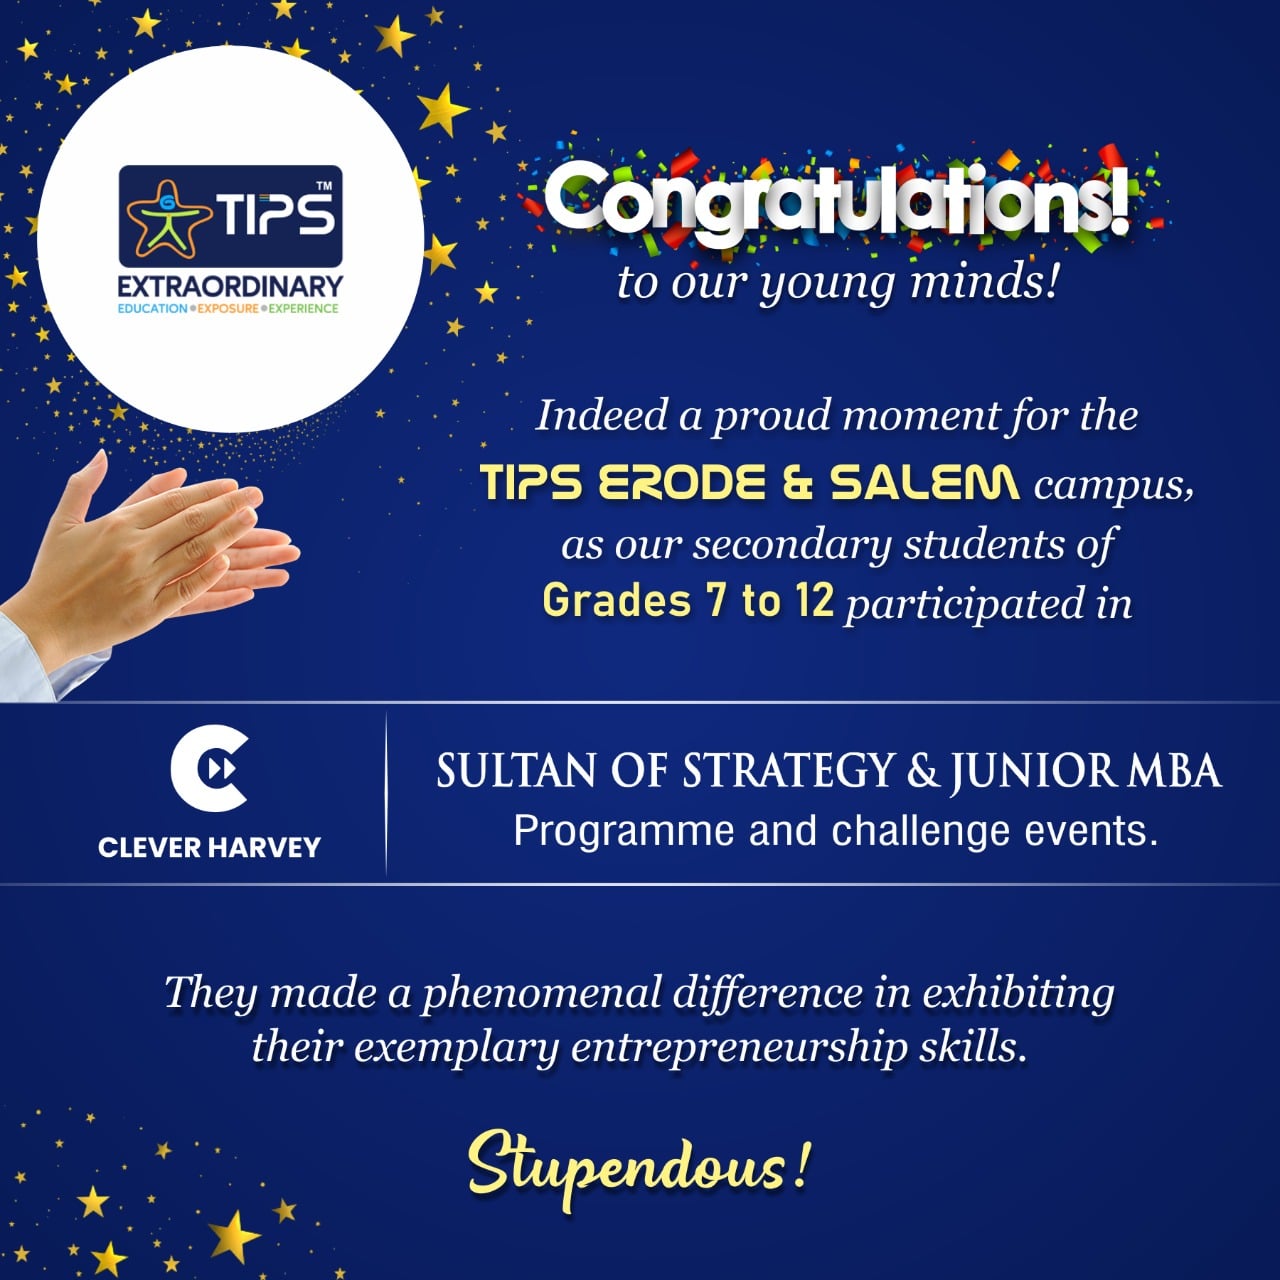 TIPS™
EXTRAORDINARY
EDUCATION•EXPOSURE•EXPERIENCE
Congratulations!
to our young minds!
Indeed a proud moment for the
TIPS ERODE & SALEM campus,
as our secondary students of
Grades 7 to 12 participated in
CLEVER HARVEY
SULTAN OF STRATEGY & JUNIOR MBA
Programme and challenge events.
They made a phenomenal difference in exhibiting
their exemplary entrepreneurship skills.
Stupendous!